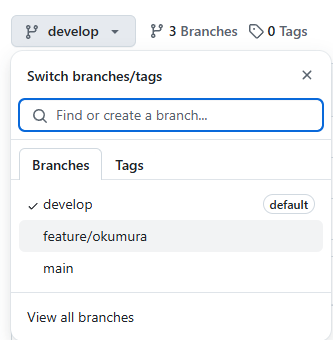 develop 3 Branches 0 Tags
Switch branches/tags
Find or create a branch...
Branches Tags
develop default
feature/okumura
main
View all branches